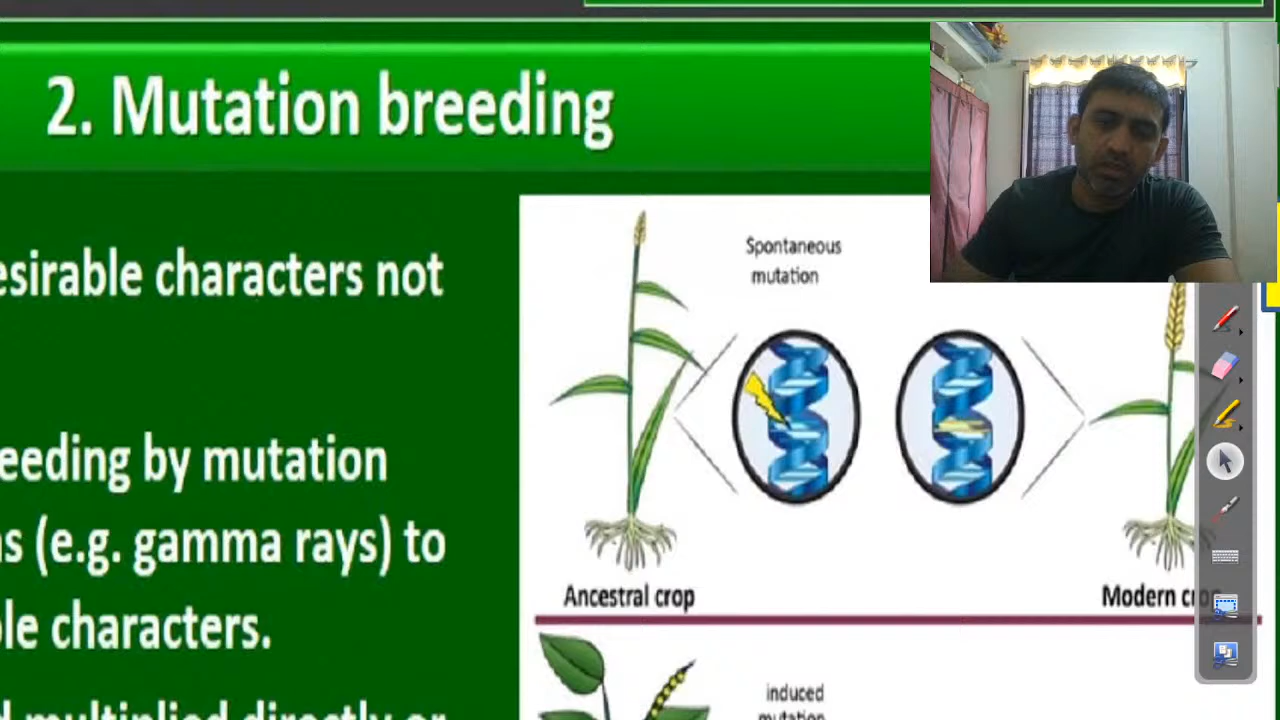 2. Mutation breeding
esirable characters not
eeding by mutation
s (e.g. gamma rays) to
le characters.
multiplied directly or
Spontaneous
mutation
Ancestral crop
Modern
induced
mutation